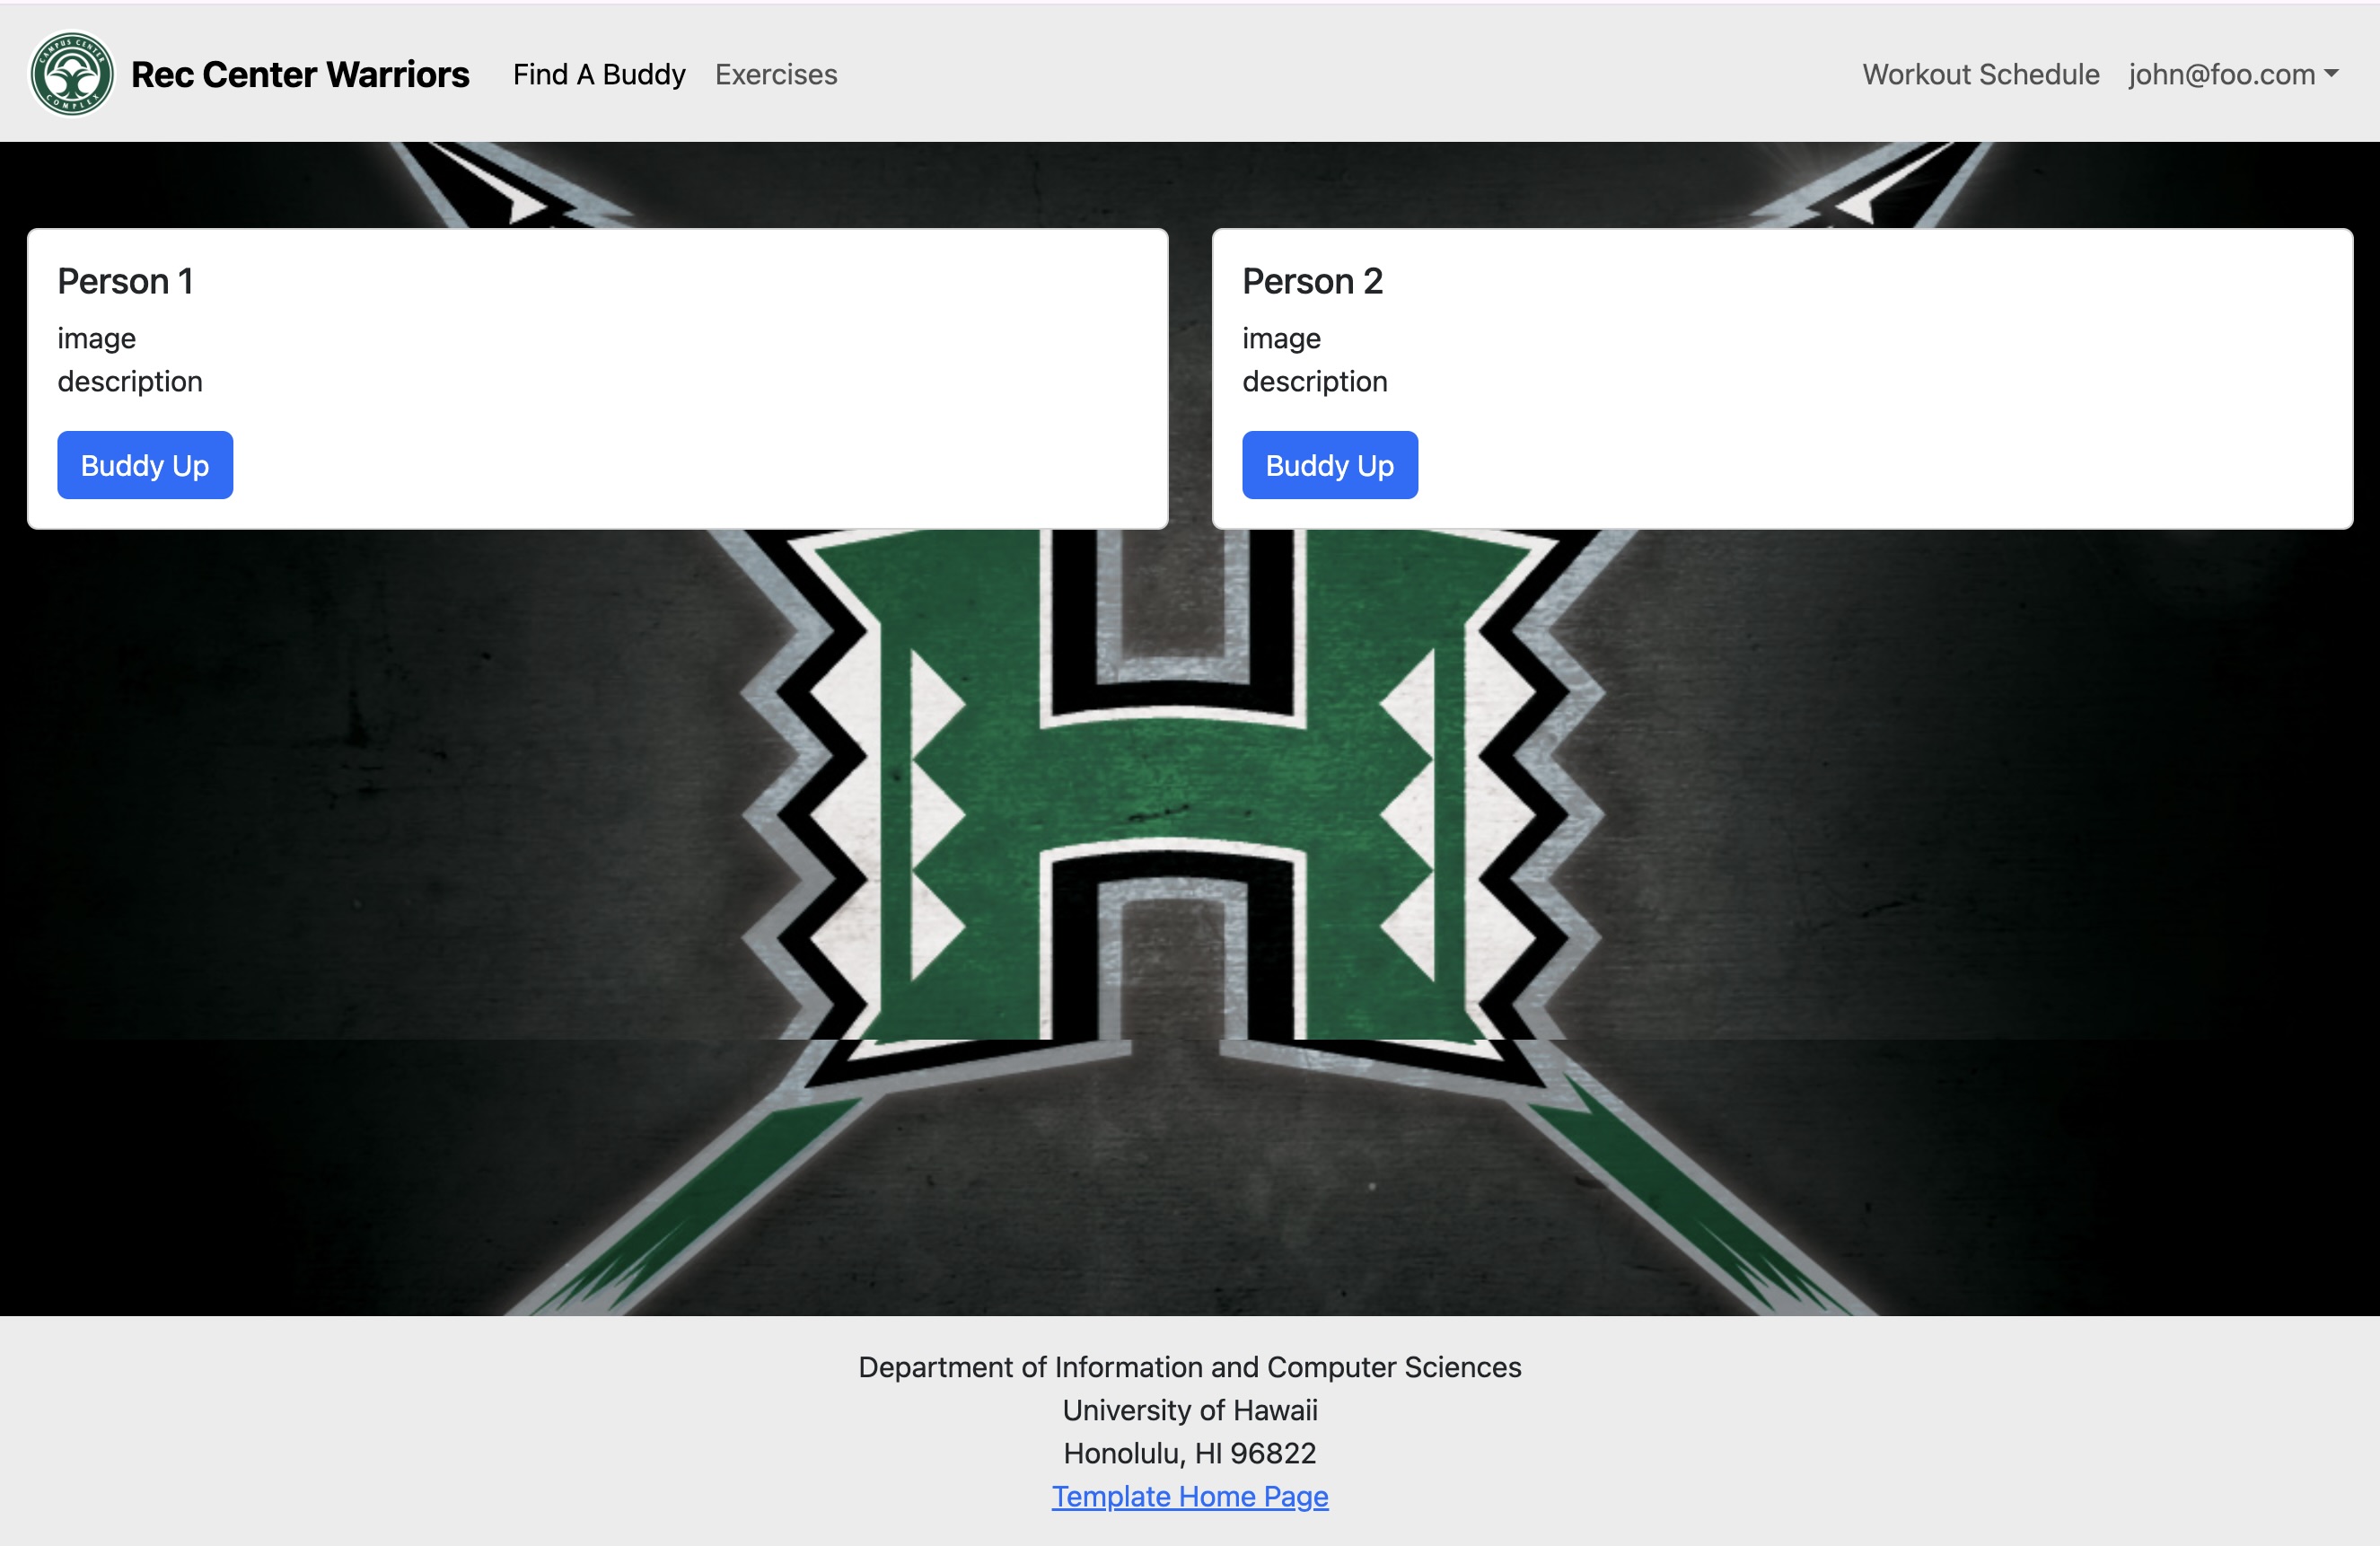 CAMPUS CENTER
COMPLEX
Rec Center Warriors
Find A Buddy
Exercises
Workout Schedule
john@foo.com
Person 1
image
description
Buddy Up
Person 2
image
description
Buddy Up
H
Department of Information and Computer Sciences
University of Hawaii
Honolulu, HI 96822
Template Home Page